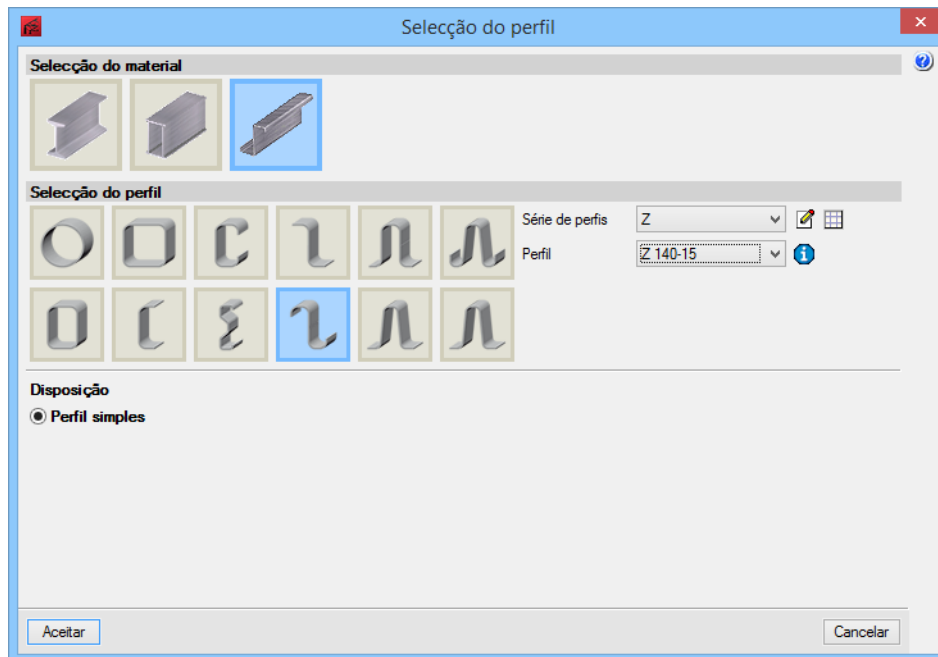 Selecção do perfil
Selecção do material
Selecção do perfil
Série de perfis Z
Perfil Z 140-15
Disposição
Perfil simples
Aceitar Cancelar